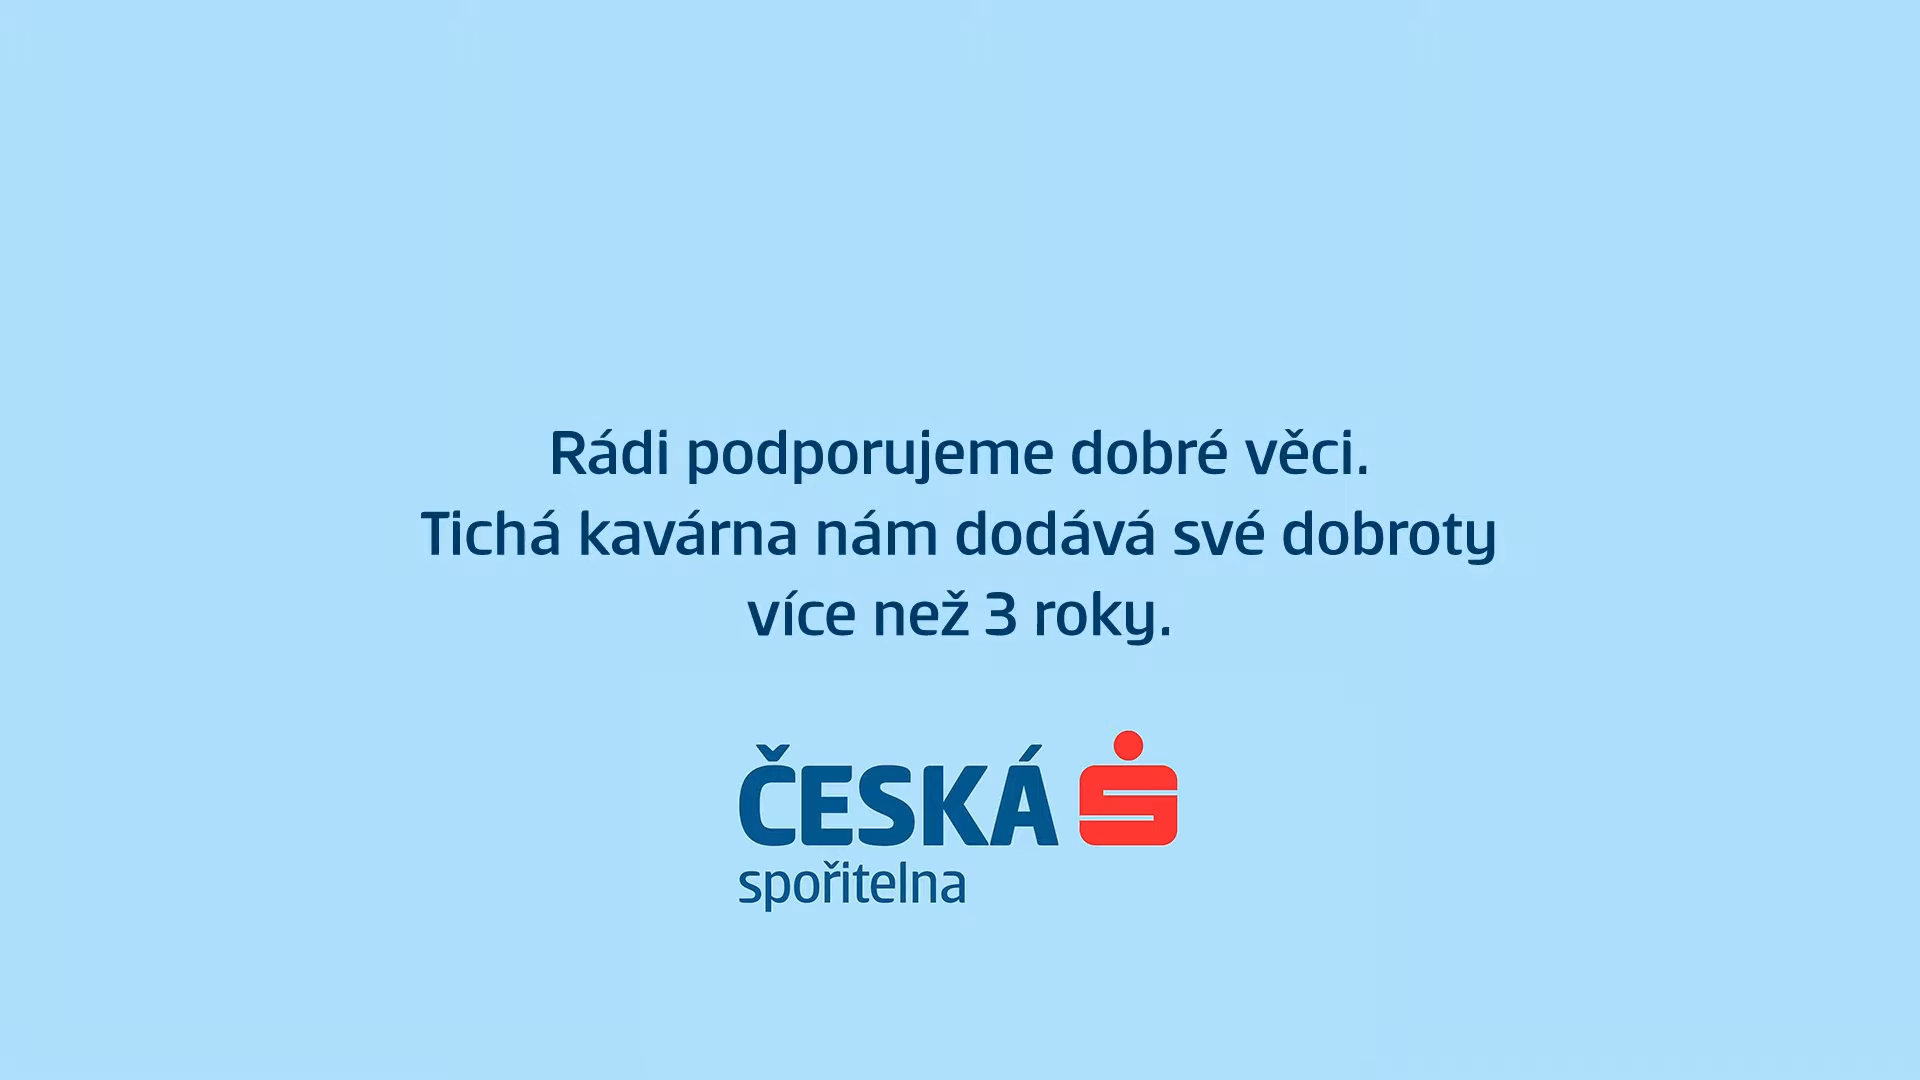 Rádi podporujeme dobré věci.
Tichá kavárna nám dodává své dobroty
více než 3 roky.
ČESKÁ
spořitelna